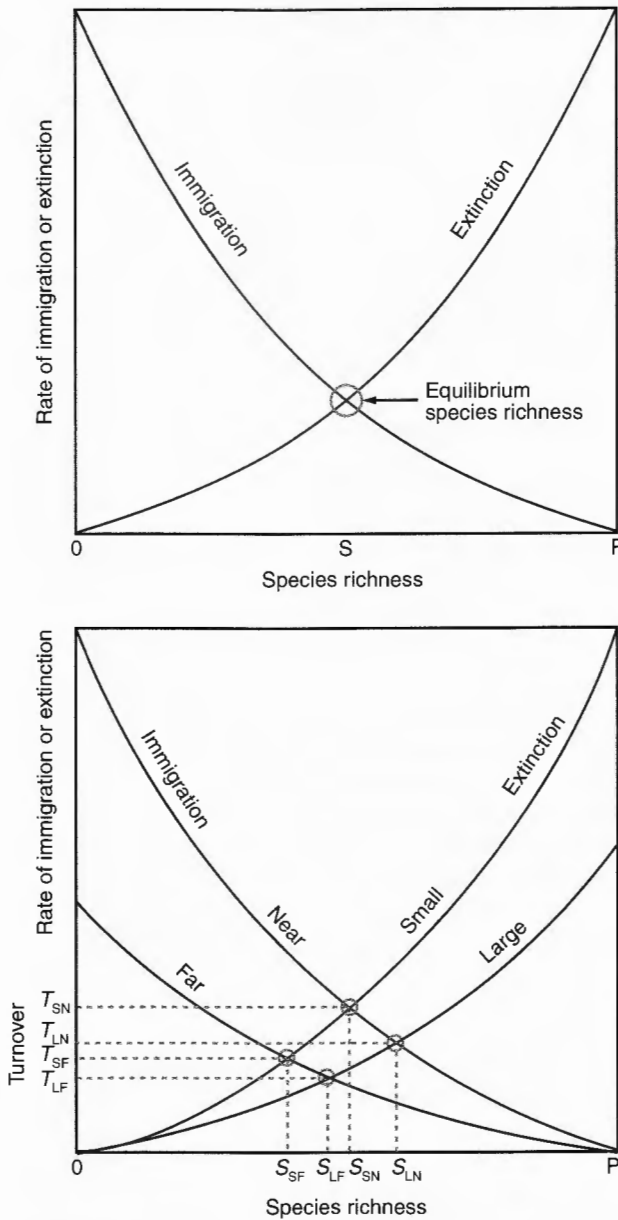 Rate of immigration or extinction
Immigration
Extinction
Equilibrium
species richness
0
S
P
Species richness
Rate of immigration or extinction
Turnover
Immigration
Extinction
Near
Small
Far
Large
T_SN
T_LN
T_SF
T_LF
0
S_SF
S_LF
S_SN
S_LN
P
Species richness